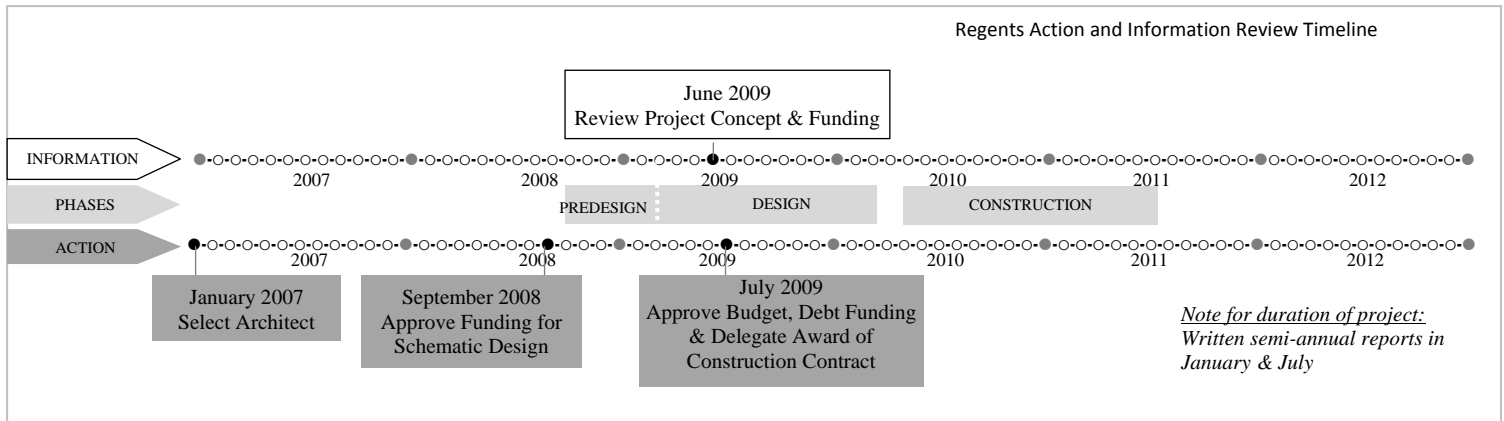 Regents Action and Information Review Timeline
June 2009
Review Project Concept & Funding
INFORMATION
2007 2008 2009 2010 2011 2012
PHASES
PREDESIGN DESIGN CONSTRUCTION
ACTION
2007 2008 2009 2010 2011 2012
January 2007
Select Architect
September 2008
Approve Funding for
Schematic Design
July 2009
Approve Budget, Debt Funding
& Delegate Award of
Construction Contract
Note for duration of project:
Written semi-annual reports in
January & July